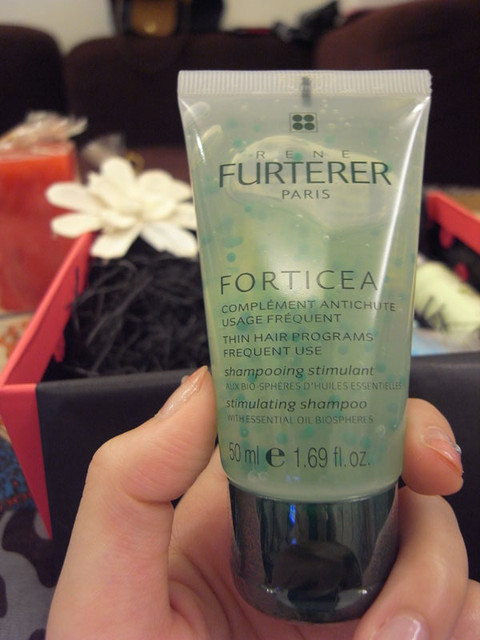 RENE
FURTERER
PARIS
FORTICEA
COMPLÉMENT ANTICHUTE
USAGE FRÉQUENT
THIN HAIR PROGRAMS
FREQUENT USE
shampooing stimulant
AUX BIO-SPHÈRES D'HUILES ESSENTIELLES
stimulating shampoo
WITH ESSENTIAL OIL BIOSPHERES
50 ml e 1.69 fl.oz.